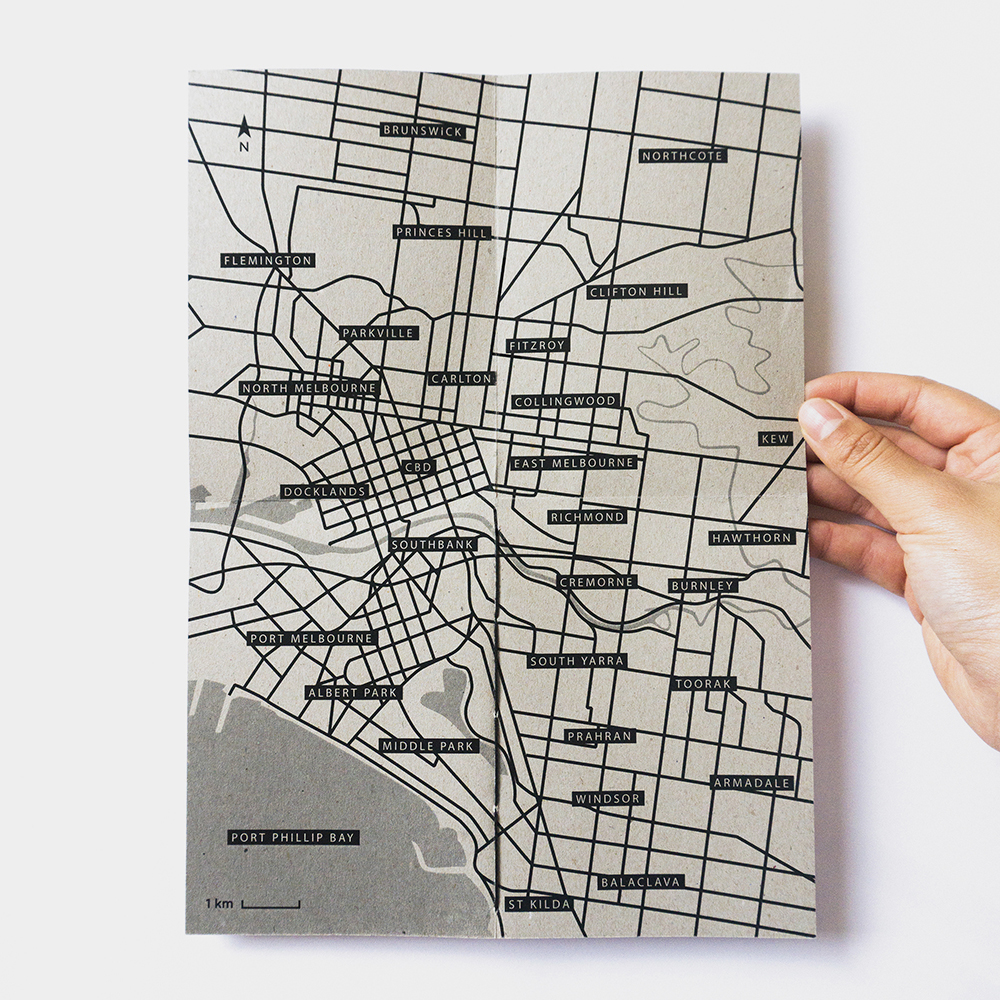 BRUNSWICK
N
NORTHCOTE
PRINCES HILL
FLEMINGTON
CLIFTON HILL
PARKVILLE
FITZROY
CARLTON
NORTH MELBOURNE
COLLINGWOOD
KEW
CBD
EAST MELBOURNE
DOCKLANDS
RICHMOND
HAWTHORN
SOUTHBANK
CREMORNE
BURNLEY
PORT MELBOURNE
SOUTH YARRA
TOORAK
ALBERT PARK
PRAHRAN
MIDDLE PARK
ARMADALE
WINDSOR
PORT PHILLIP BAY
BALACLAVA
1 km
ST KILDA